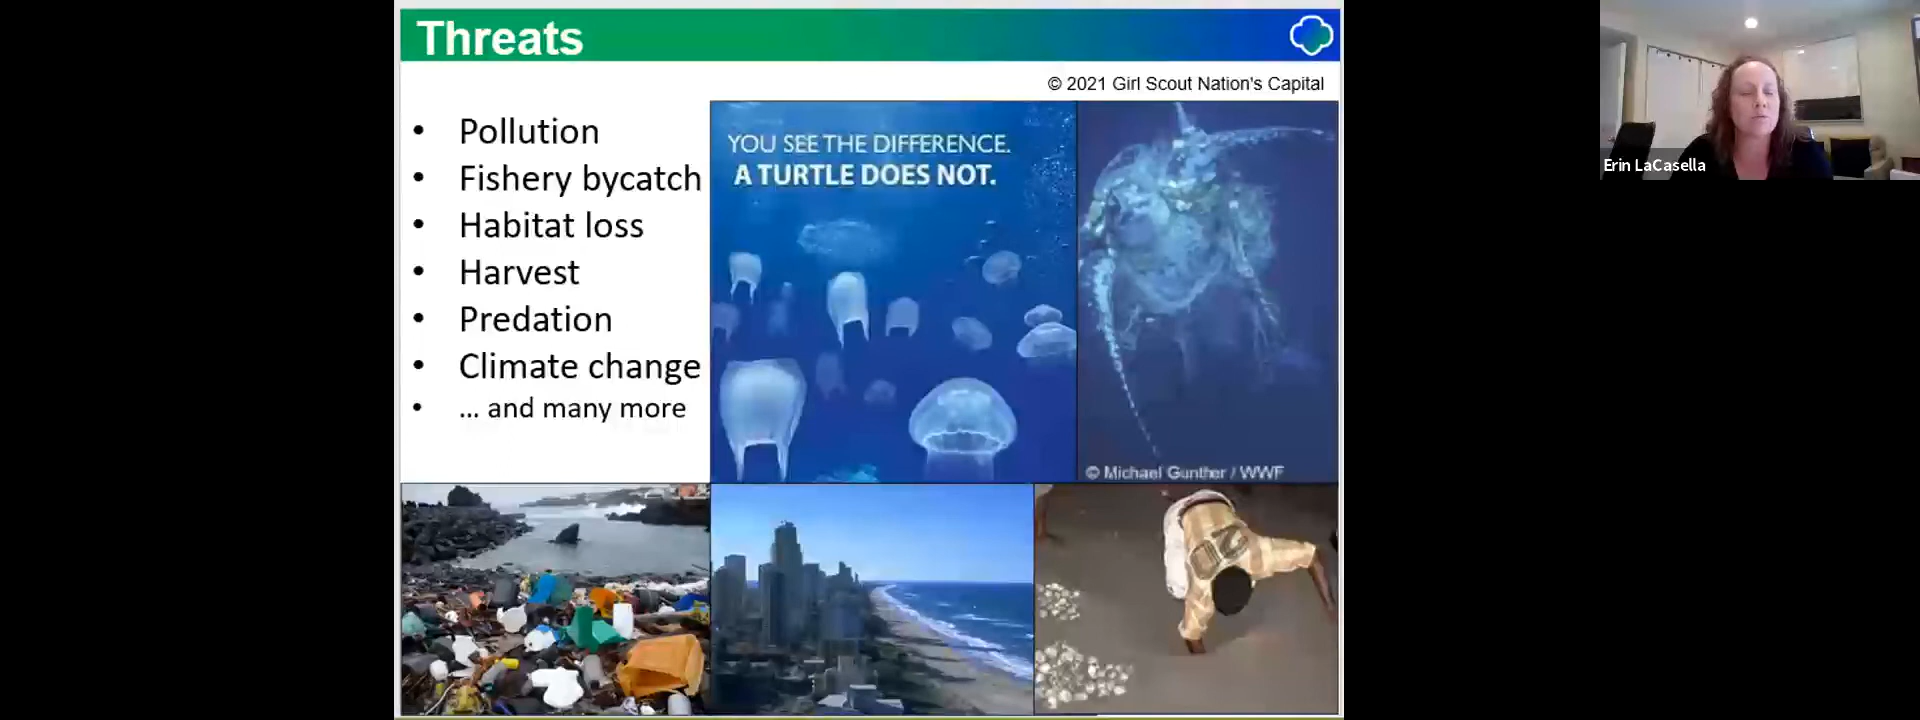 Threats
© 2021 Girl Scout Nation's Capital
• Pollution
• Fishery bycatch
• Habitat loss
• Harvest
• Predation
• Climate change
• ... and many more
YOU SEE THE DIFFERENCE.
A TURTLE DOES NOT.
© Michael Gunther / WWF
Erin LaCasella